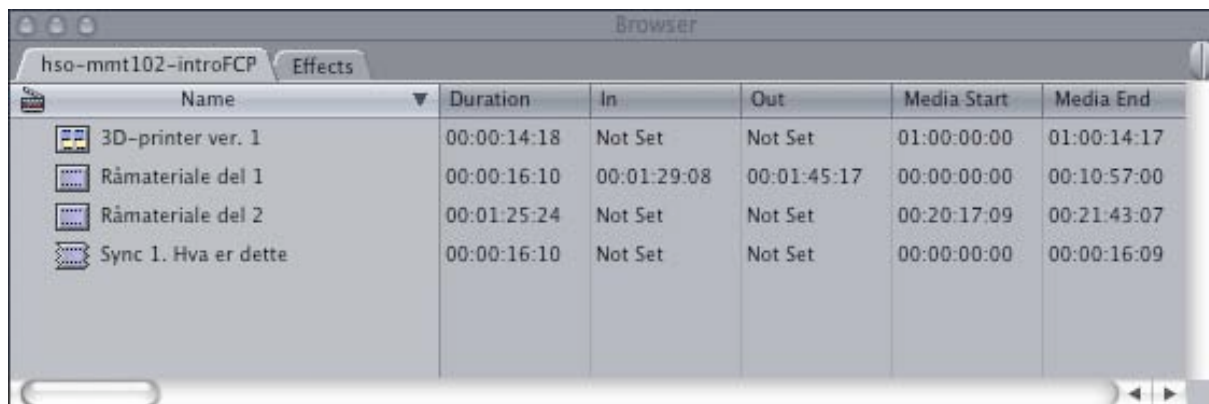 Browser
hso-mmt102-introFCP Effects
Name Duration In Out Media Start Media End
3D-printer ver. 1 00:00:14:18 Not Set Not Set 01:00:00:00 01:00:14:17
Råmateriale del 1 00:00:16:10 00:01:29:08 00:01:45:17 00:00:00:00 00:10:57:00
Råmateriale del 2 00:01:25:24 Not Set Not Set 00:20:17:09 00:21:43:07
Sync 1. Hva er dette 00:00:16:10 Not Set Not Set 00:00:00:00 00:00:16:09